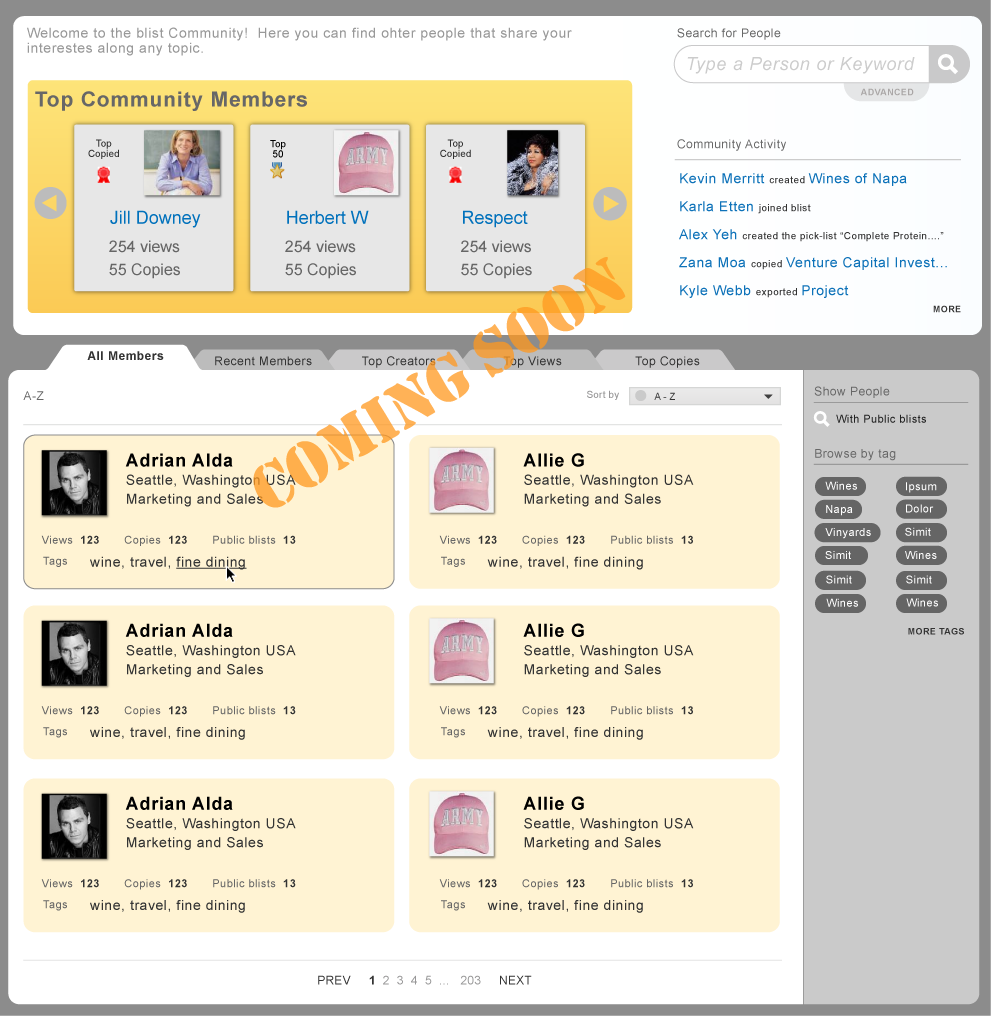 Welcome to the blist Community!  Here you can find ohter people that share your
interestes along any topic.
Top Community Members
Top
Copied
Jill Downey
254 views
55 Copies
Top
50
ARMY
Herbert W
254 views
55 Copies
Top
Copied
Respect
254 views
55 Copies
Search for People
Type a Person or Keyword
ADVANCED
Community Activity
Kevin Merritt created Wines of Napa
Karla Etten joined blist
Alex Yeh created the pick-list “Complete Protein....”
Zana Moa copied Venture Capital Invest...
Kyle Webb exported Project
MORE
COMING SOON
All Members
Recent Members
Top Creators
Top Views
Top Copies
A-Z
Sort by
A - Z
Adrian Alda
Seattle, Washington USA
Marketing and Sales
Views 123 Copies 123 Public blists 13
Tags wine, travel, fine dining
ARMY
Allie G
Seattle, Washington USA
Marketing and Sales
Views 123 Copies 123 Public blists 13
Tags wine, travel, fine dining
Adrian Alda
Seattle, Washington USA
Marketing and Sales
Views 123 Copies 123 Public blists 13
Tags wine, travel, fine dining
ARMY
Allie G
Seattle, Washington USA
Marketing and Sales
Views 123 Copies 123 Public blists 13
Tags wine, travel, fine dining
Adrian Alda
Seattle, Washington USA
Marketing and Sales
Views 123 Copies 123 Public blists 13
Tags wine, travel, fine dining
ARMY
Allie G
Seattle, Washington USA
Marketing and Sales
Views 123 Copies 123 Public blists 13
Tags wine, travel, fine dining
PREV 1 2 3 4 5 ... 203 NEXT
Show People
With Public blists
Browse by tag
Wines Ipsum
Napa Dolor
Vinyards Simit
Simit Wines
Simit Simit
Wines Wines
MORE TAGS